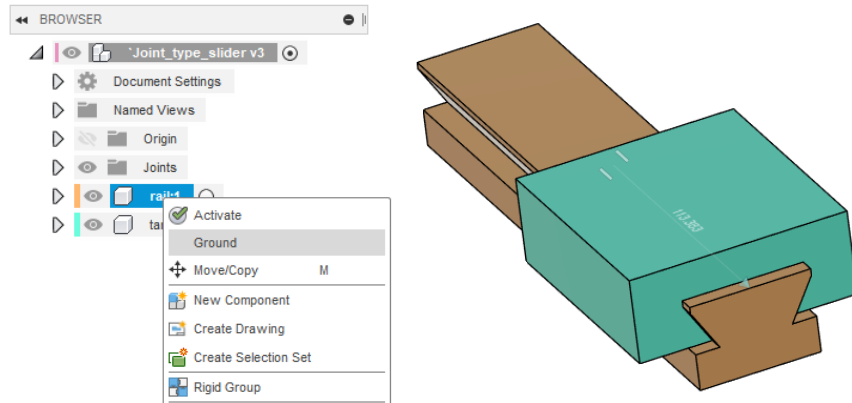 BROWSER
`Joint_type_slider v3
Document Settings
Named Views
Origin
Joints
rail:1
Activate
Ground
Move/Copy M
New Component
Create Drawing
Create Selection Set
Rigid Group